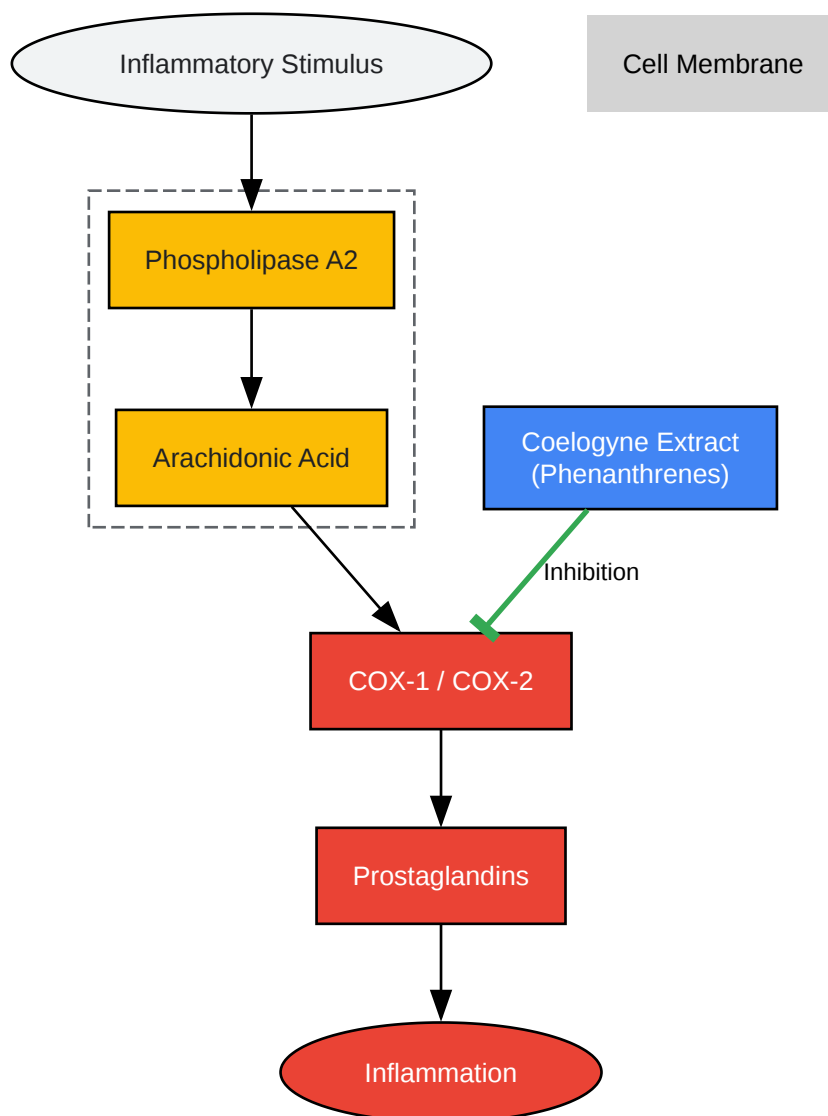 Inflammatory Stimulus
Cell Membrane
Phospholipase A2
Arachidonic Acid
Coelogyne Extract
(Phenanthrenes)
Inhibition
COX-1 / COX-2
Prostaglandins
Inflammation